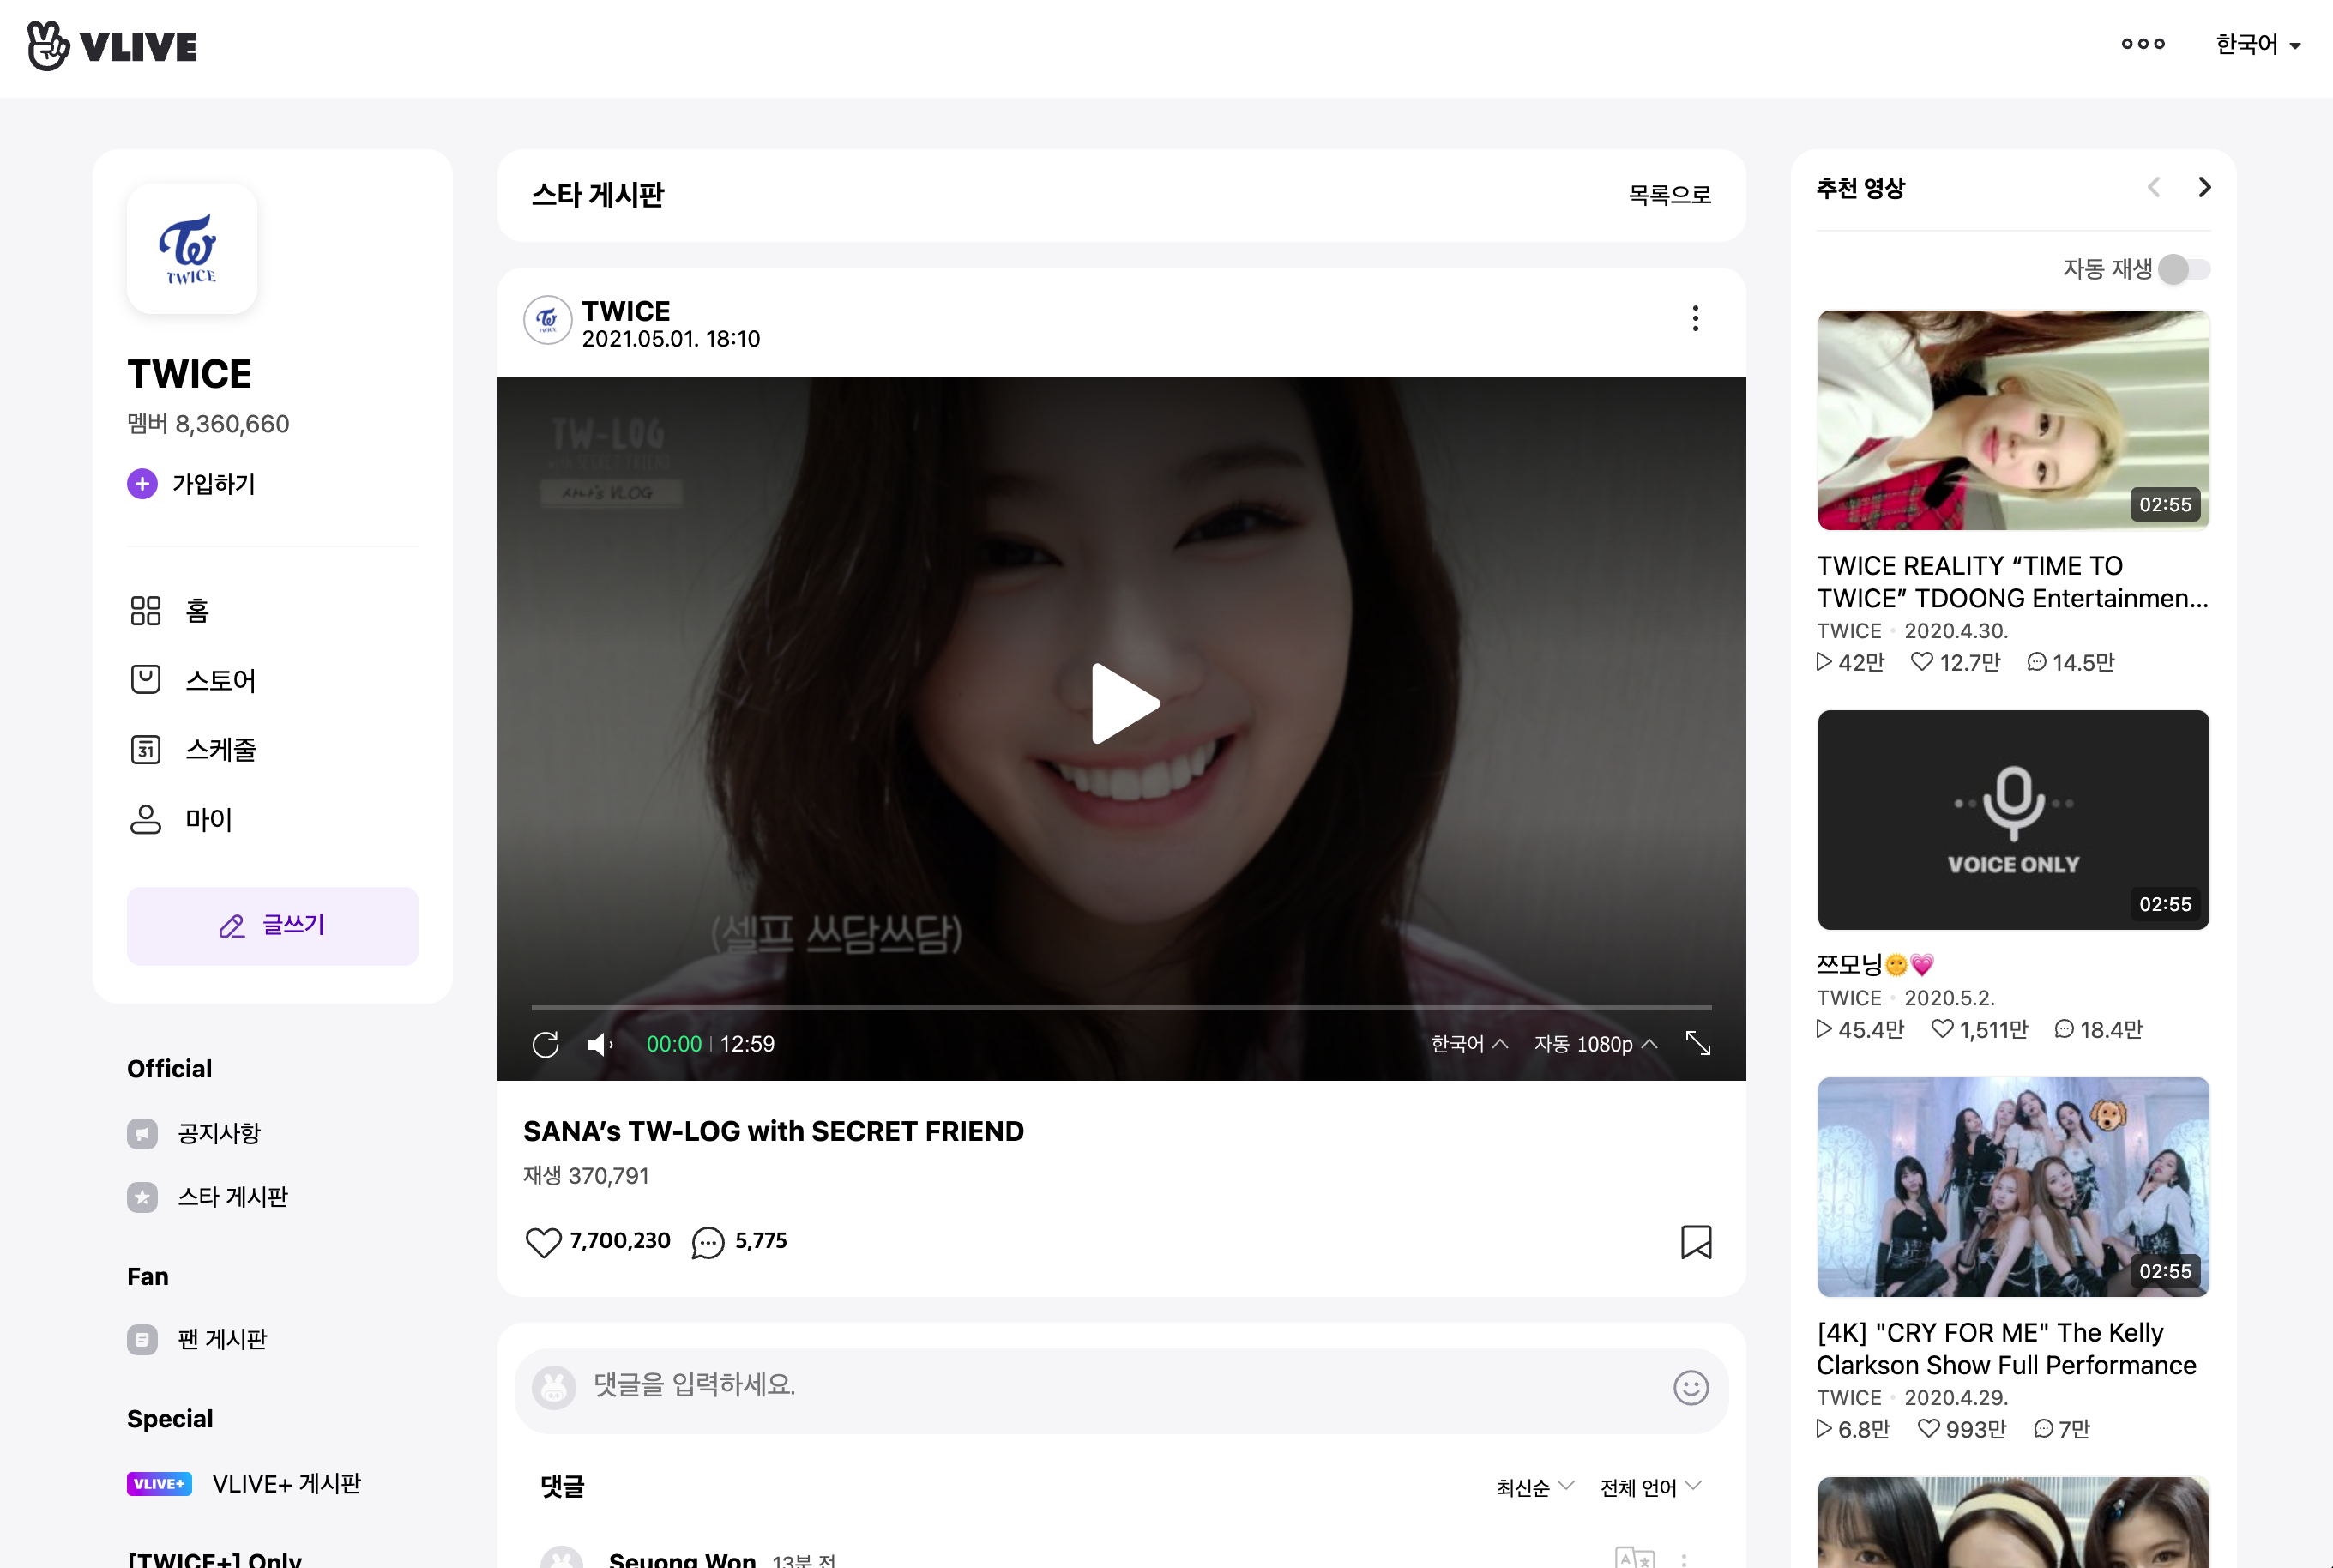 VLIVE
한국어
TWICE
TWICE
멤버 8,360,660
가입하기
홈
스토어
31
스케줄
마이
글쓰기
Official
공지사항
스타 게시판
Fan
팬 게시판
Special
VLIVE+
VLIVE+ 게시판
[TWICE+] Only
스타 게시판
목록으로
TWICE
2021.05.01. 18:10
TW-LOG
with SECRET FRIEND
사나's VLOG
(셀프 쓰담쓰담)
00:00 | 12:59
한국어
자동 1080p
SANA’s TW-LOG with SECRET FRIEND
재생 370,791
7,700,230
5,775
댓글을 입력하세요.
댓글
최신순
전체 언어
Seuong Won 13분 전
추천 영상
자동 재생
02:55
TWICE REALITY “TIME TO
TWICE” TDOONG Entertainmen...
TWICE 2020.4.30.
42만 12.7만 14.5만
VOICE ONLY
02:55
쯔모닝🌞💗
TWICE 2020.5.2.
45.4만 1,511만 18.4만
02:55
[4K] "CRY FOR ME" The Kelly
Clarkson Show Full Performance
TWICE 2020.4.29.
6.8만 993만 7만